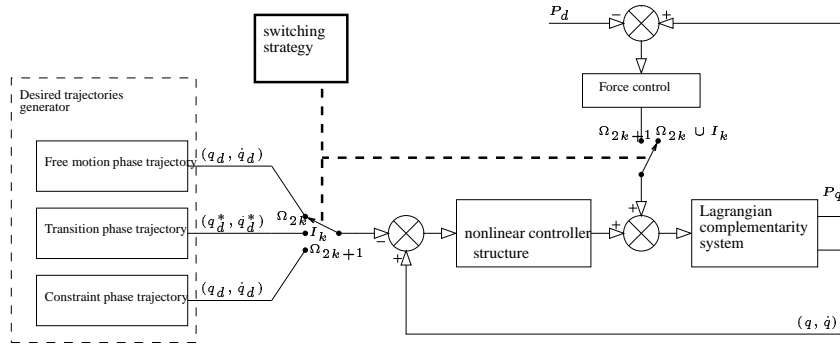 P_d
−
+
switching
strategy
Force control
Desired trajectories
generator
Ω_{2k+1}
Ω_{2k} ∪ I_k
Free motion phase trajectory
(q_d, q̇_d)
Ω_{2k}
Transition phase trajectory
(q_d^*, q̇_d^*)
I_k
Ω_{2k+1}
−
+
nonlinear controller
structure
+
+
Lagrangian
complementarity
system
P_q
Constraint phase trajectory
(q_d, q̇_d)
(q, q̇)